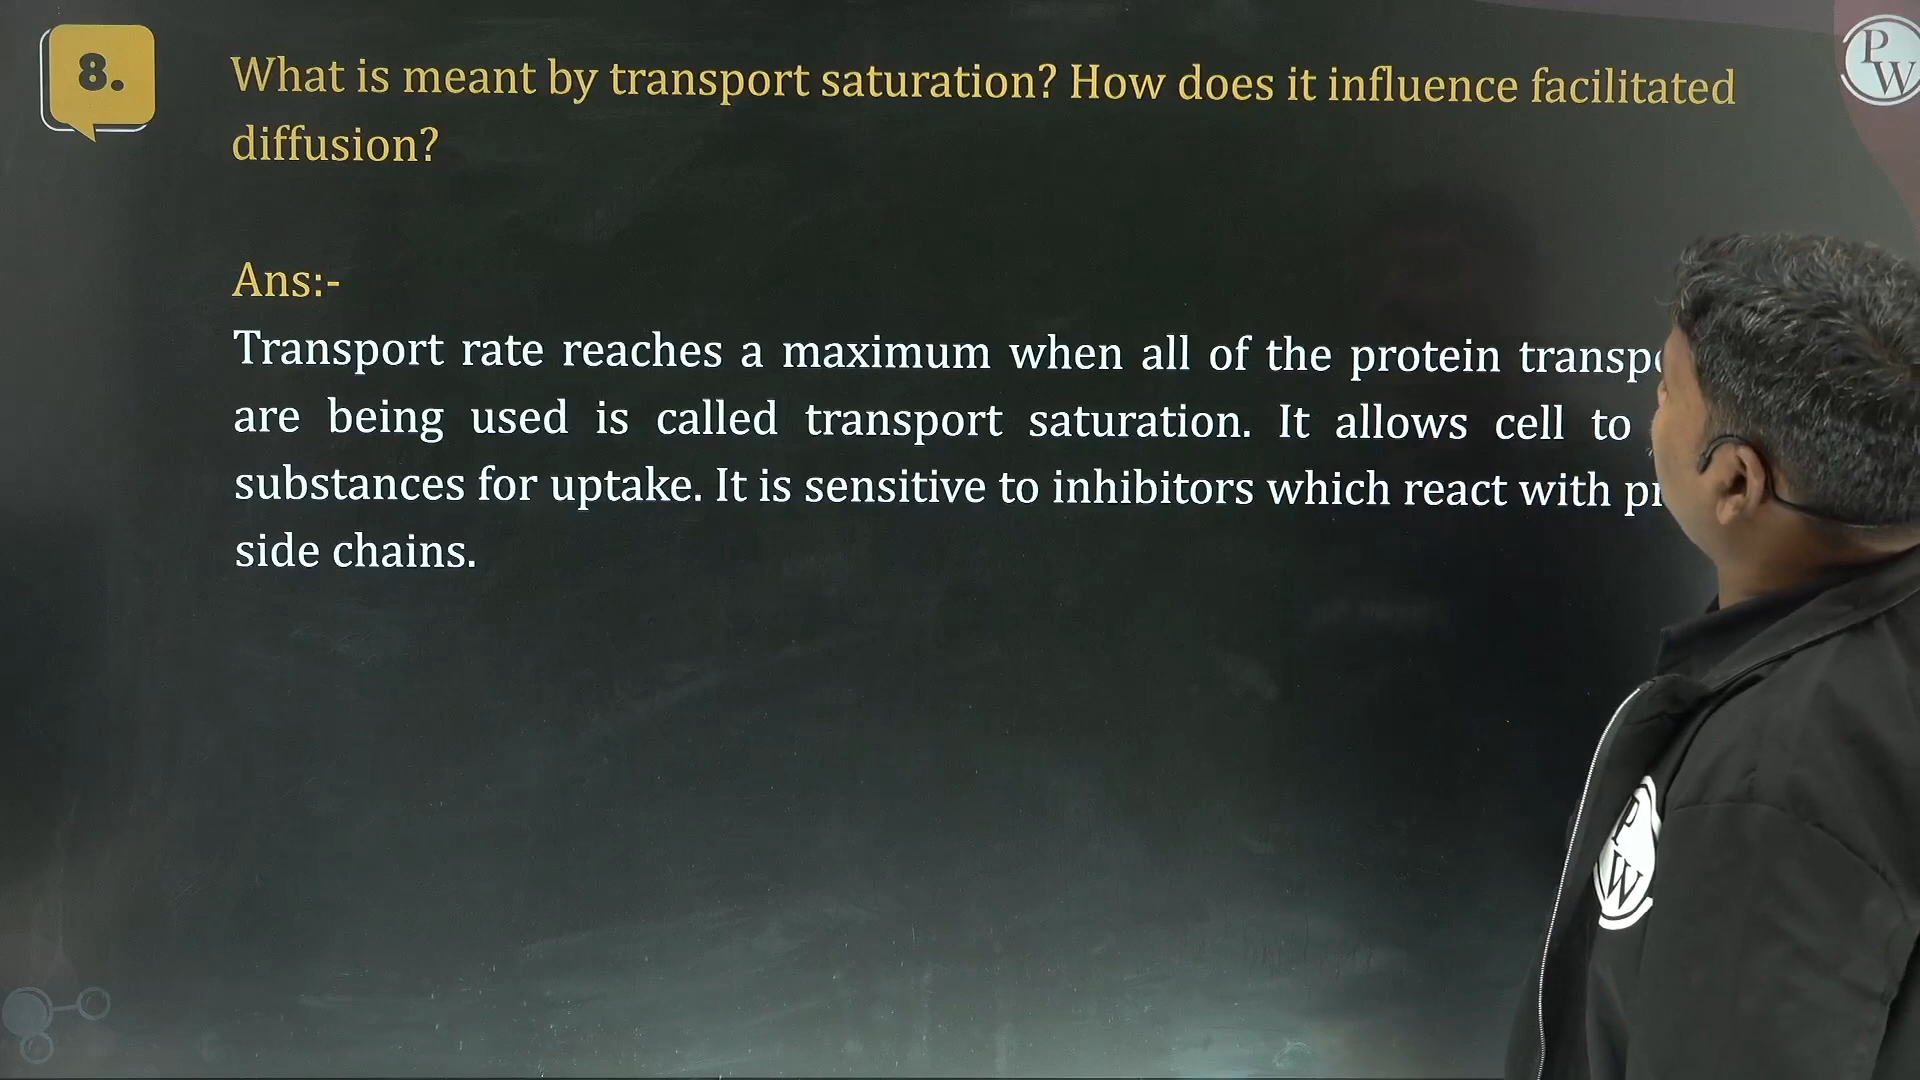 8.
What is meant by transport saturation? How does it influence facilitated
diffusion?
Ans:-
Transport rate reaches a maximum when all of the protein
are being used is called transport saturation. It allows cell to
substances for uptake. It is sensitive to inhibitors which react with
side chains.
PW
PW